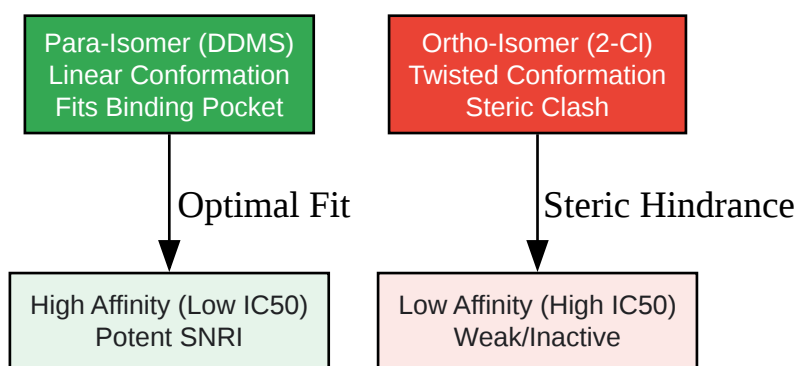 Para-Isomer (DDMS)
Linear Conformation
Fits Binding Pocket
Ortho-Isomer (2-Cl)
Twisted Conformation
Steric Clash
Optimal Fit
Steric Hindrance
High Affinity (Low IC50)
Potent SNRI
Low Affinity (High IC50)
Weak/Inactive